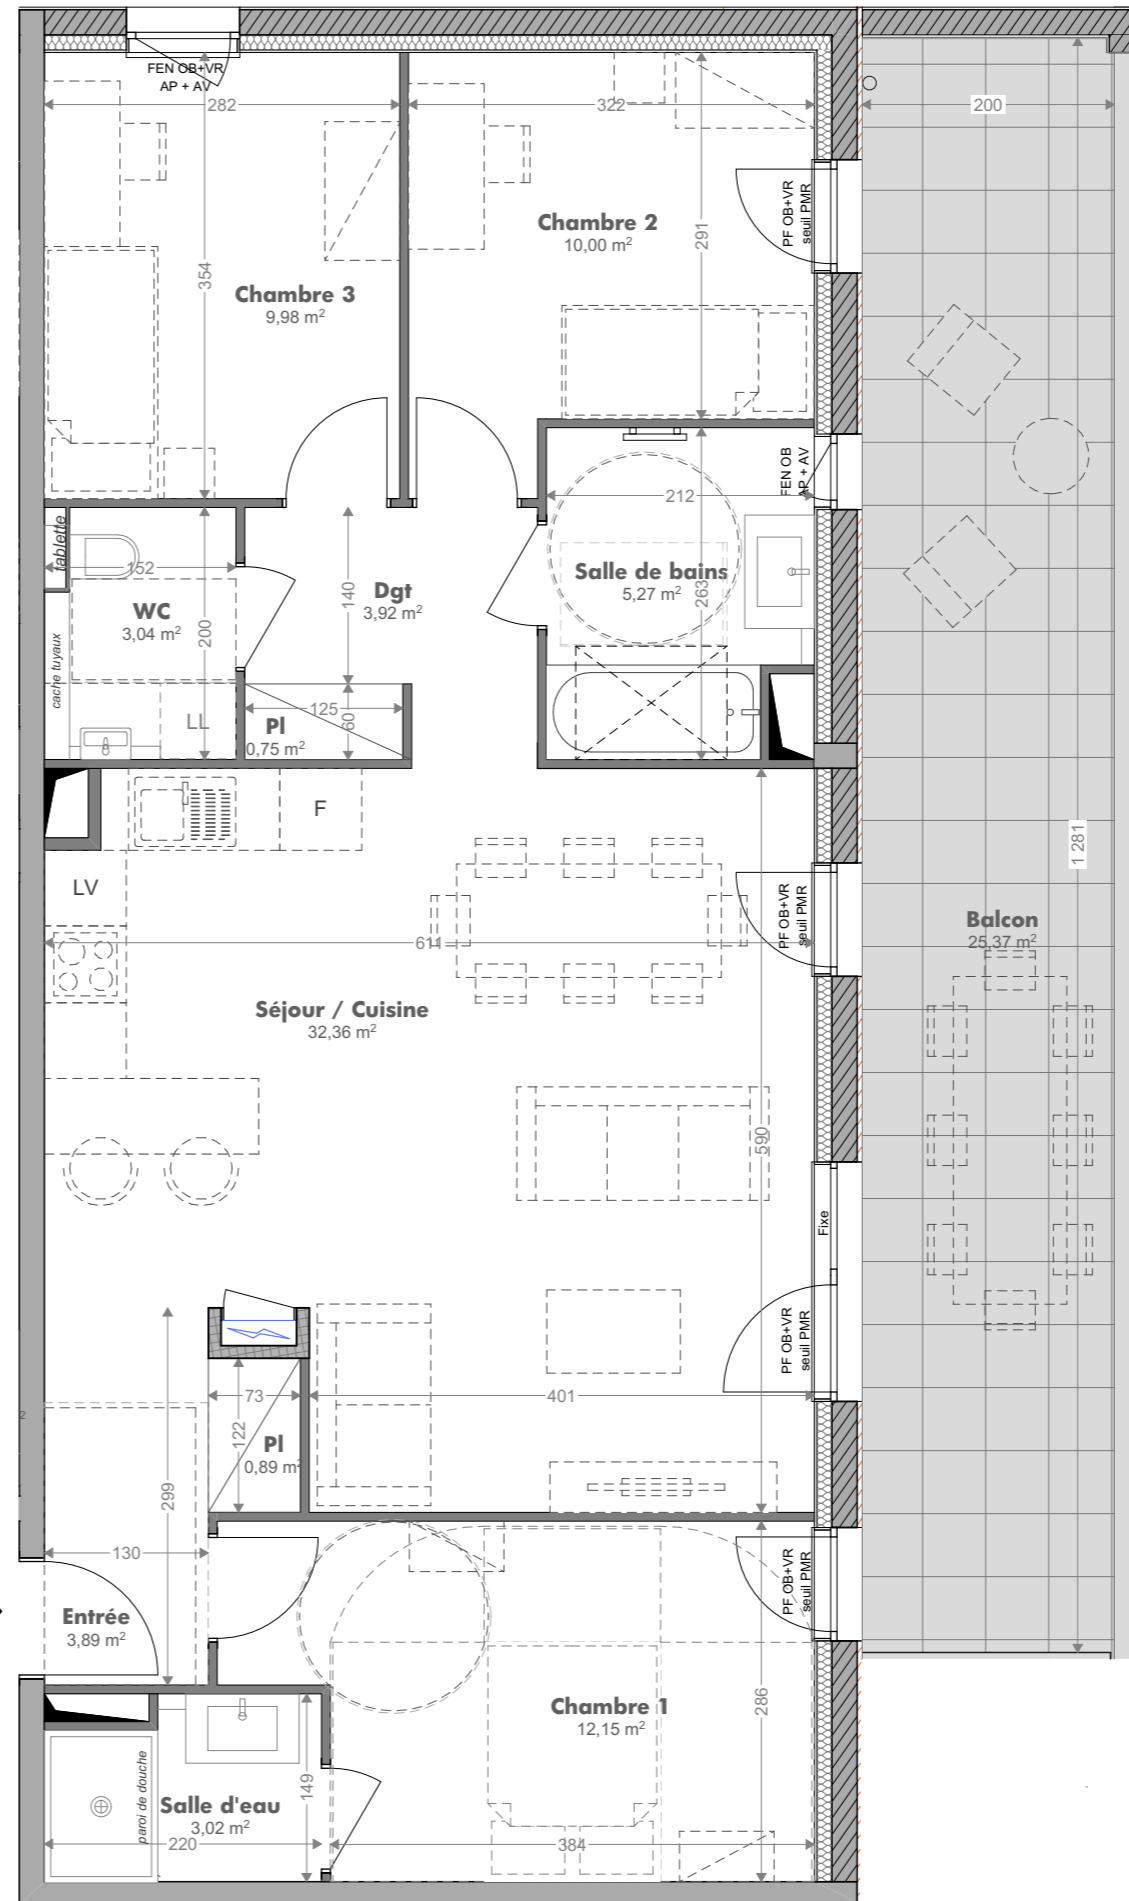 FEN OB+VR
AP + AV
282
322
200
PF OB+VR
seuil PMR
Chambre 2
10,00 m²
291
354
Chambre 3
9,98 m²
FEN OB
AP + AV
212
tablette
152
WC
3,04 m²
200
140
Dgt
3,92 m²
Salle de bains
5,27 m²
263
cache tuyaux
LL
125
60
Pl
0,75 m²
F
LV
PF OB+VR
seuil PMR
1 281
Balcon
25,37 m²
611
Séjour / Cuisine
32,36 m²
590
Fixe
PF OB+VR
seuil PMR
73
401
122
Pl
0,89 m²
299
2
130
PF OB+VR
seuil PMR
Entrée
3,89 m²
Chambre 1
12,15 m²
286
149
paroi de douche
Salle d'eau
3,02 m²
220
384